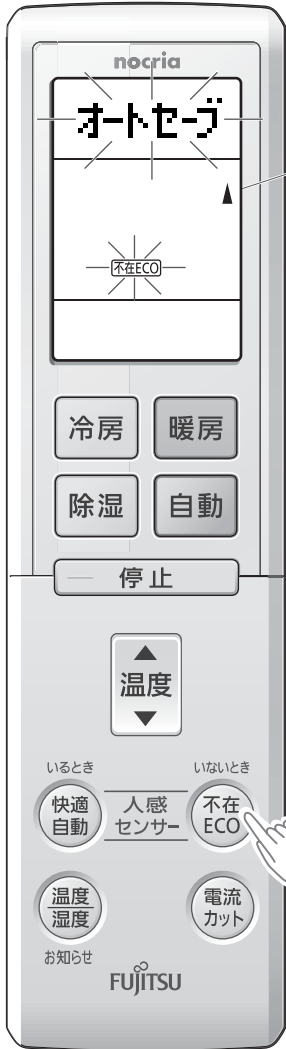 nocria
オートセーブ
不在ECO
冷房 暖房
除湿 自動
停止
温度
いるとき いないとき
快適
自動
人感
センサー
不在
ECO
温度
湿度
電流
カット
お知らせ
FUJITSU